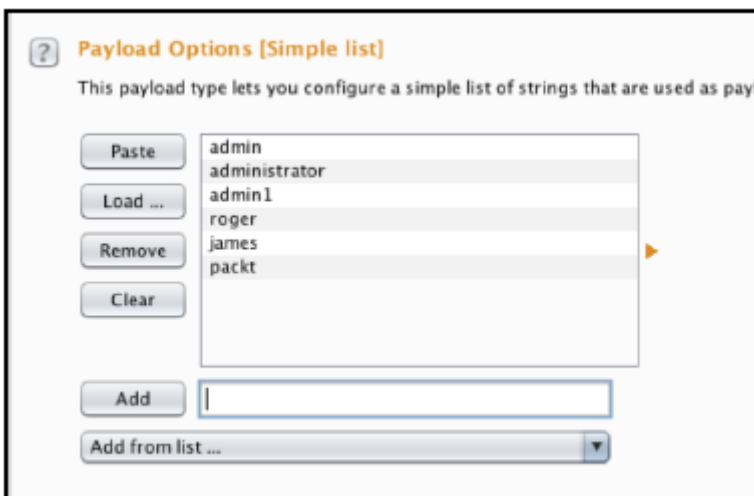 ?
Payload Options [Simple list]
This payload type lets you configure a simple list of strings that are used as
Paste
Load ...
Remove
Clear
admin
administrator
admin1
roger
james
packt
Add
Add from list ...